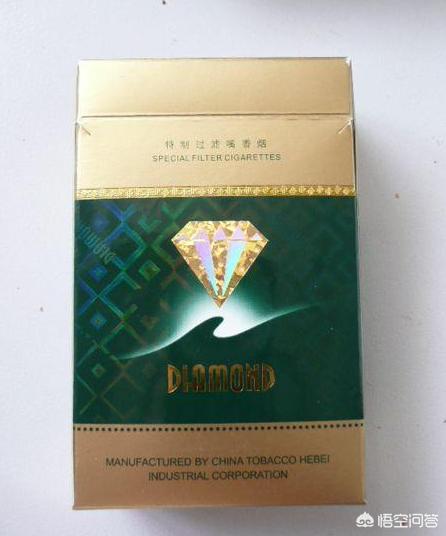 特制过滤嘴香烟
SPECIAL FILTER CIGARETTES
DIAMOND
DIAMOND
MANUFACTURED BY CHINA TOBACCO HEBEI
INDUSTRIAL CORPORATION
悟空问答